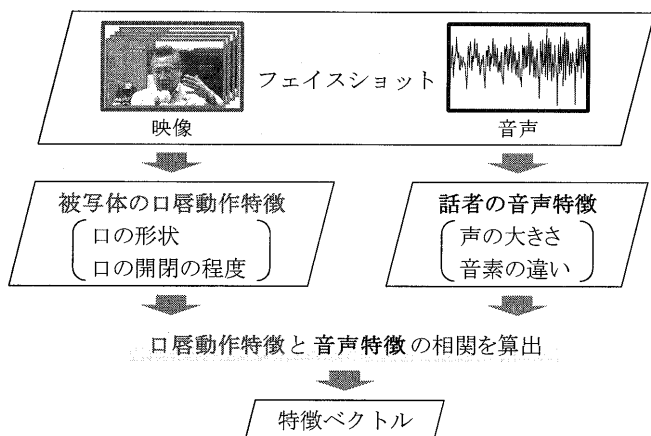 フェイスショット
映像
音声
被写体の口唇動作特徴
口の形状
口の開閉の程度
話者の音声特徴
声の大きさ
音素の違い
口唇動作特徴と音声特徴の相関を算出
特徴ベクトル